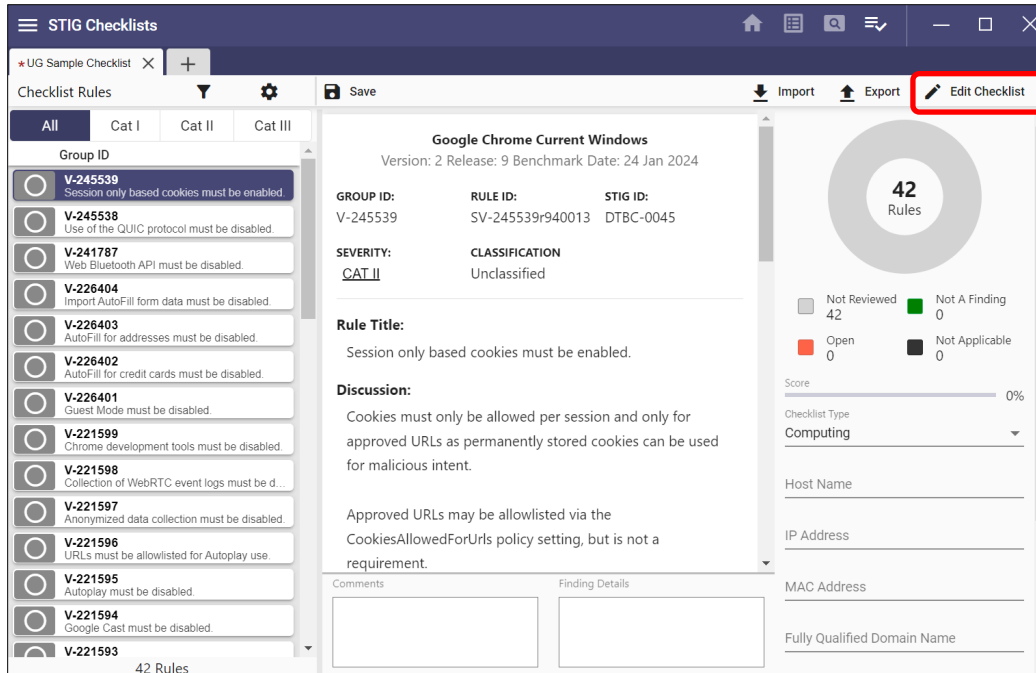 STIG Checklists
*UG Sample Checklist
Checklist Rules
Save
Import
Export
Edit Checklist
All
Cat I
Cat II
Cat III
Group ID
V-245539
Session only based cookies must be enabled.
V-245538
Use of the QUIC protocol must be disabled.
V-241787
Web Bluetooth API must be disabled.
V-226404
Import AutoFill form data must be disabled.
V-226403
AutoFill for addresses must be disabled.
V-226402
AutoFill for credit cards must be disabled.
V-226401
Guest Mode must be disabled.
V-221599
Chrome development tools must be disabled.
V-221598
Collection of WebRTC event logs must be d...
V-221597
Anonymized data collection must be disabled.
V-221596
URLs must be allowlisted for Autoplay use.
V-221595
Autoplay must be disabled.
V-221594
Google Cast must be disabled.
V-221593
42 Rules
Google Chrome Current Windows
Version: 2 Release: 9 Benchmark Date: 24 Jan 2024
GROUP ID: RULE ID: STIG ID:
V-245539 SV-245539r940013 DTBC-0045
SEVERITY: CLASSIFICATION
CAT II Unclassified
Rule Title:
Session only based cookies must be enabled.
Discussion:
Cookies must only be allowed per session and only for
approved URLs as permanently stored cookies can be used
for malicious intent.
Approved URLs may be allowlisted via the
CookiesAllowedForUrls policy setting, but is not a
requirement.
Comments
Finding Details
42
Rules
Not Reviewed
42
Not A Finding
0
Open
0
Not Applicable
0
Score
0%
Checklist Type
Computing
Host Name
IP Address
MAC Address
Fully Qualified Domain Name